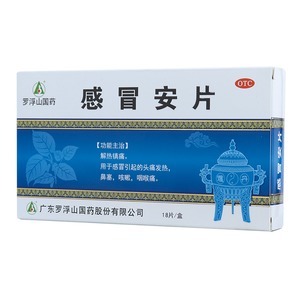 罗浮山国药
感冒安片
OTC
【功能主治】
解热镇痛。
用于感冒引起的头痛发热，
鼻塞，咳嗽，咽喉痛。
广东罗浮山国药股份有限公司
18片/盒